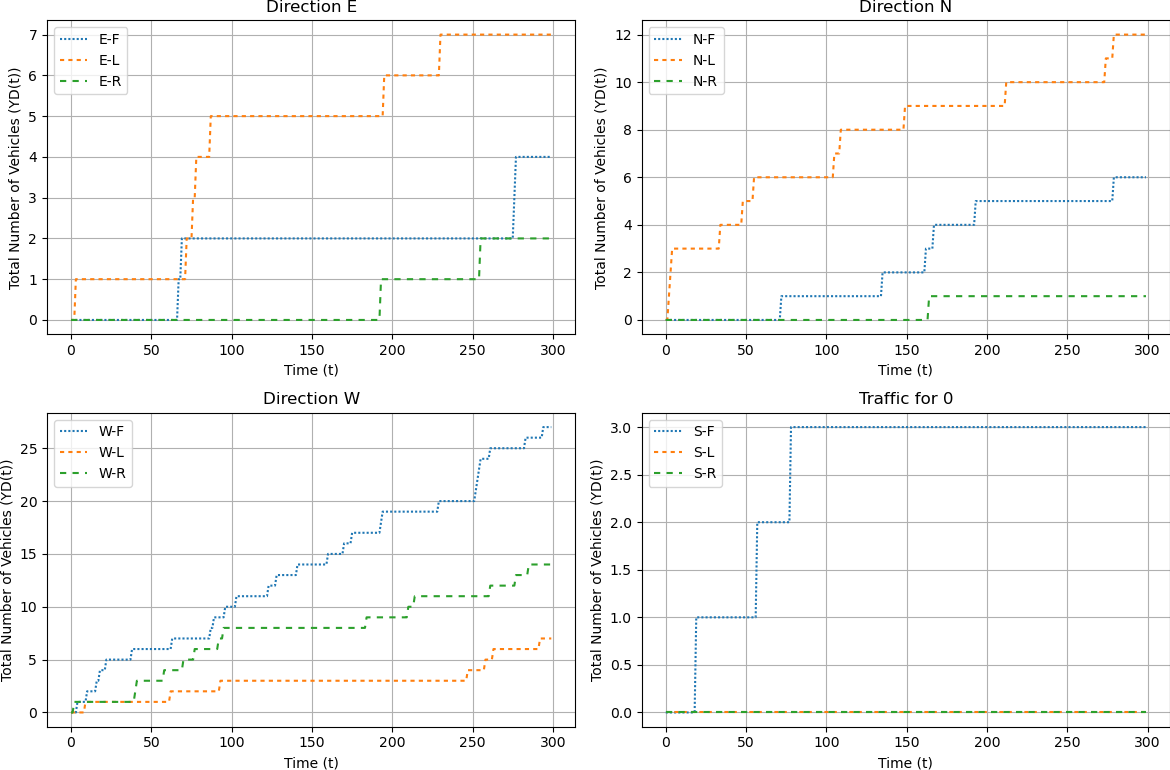 Direction E
Total Number of Vehicles (YD(t))
7
6
5
4
3
2
1
0
E-F
E-L
E-R
0 50 100 150 200 250 300
Time (t)
Direction N
Total Number of Vehicles (YD(t))
12
10
8
6
4
2
0
N-F
N-L
N-R
0 50 100 150 200 250 300
Time (t)
Direction W
Total Number of Vehicles (YD(t))
25
20
15
10
5
0
W-F
W-L
W-R
0 50 100 150 200 250 300
Time (t)
Traffic for 0
Total Number of Vehicles (YD(t))
3.0
2.5
2.0
1.5
1.0
0.5
0.0
S-F
S-L
S-R
0 50 100 150 200 250 300
Time (t)